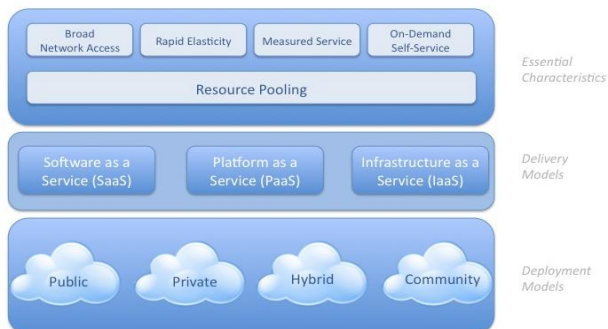 Broad
Network Access
Rapid Elasticity
Measured Service
On-Demand
Self-Service
Resource Pooling
Essential
Characteristics
Software as a
Service (SaaS)
Platform as a
Service (PaaS)
Infrastructure as a
Service (IaaS)
Delivery
Models
Public
Private
Hybrid
Community
Deployment
Models